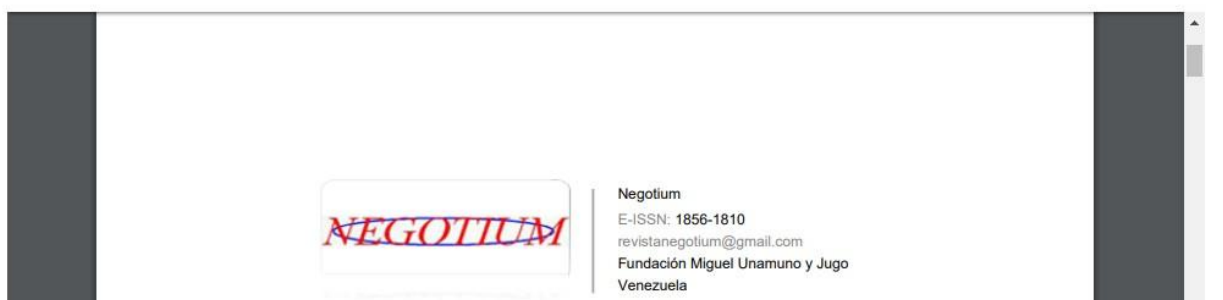 NEGOTIUM
Negotium
E-ISSN: 1856-1810
revistanegotium@gmail.com
Fundación Miguel Unamuno y Jugo
Venezuela